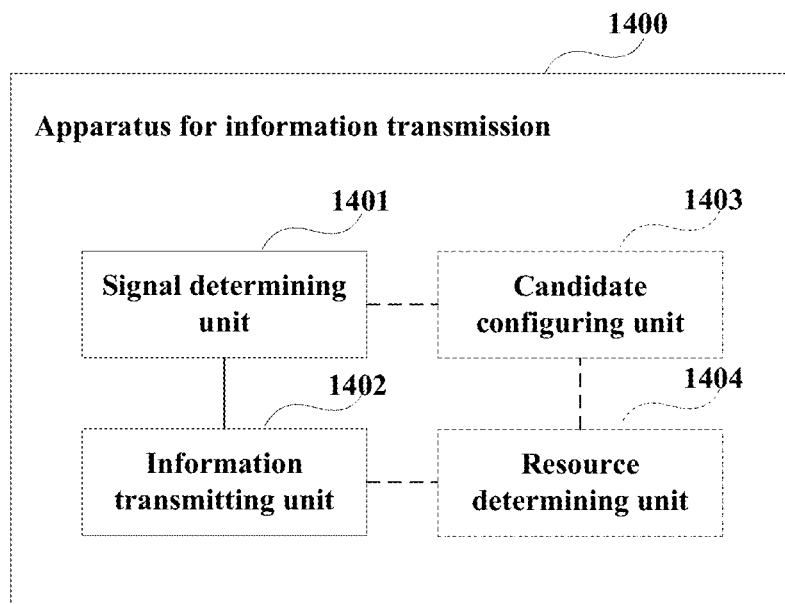 1400
Apparatus for information transmission
1401
1403
Signal determining
unit
Candidate
configuring unit
1402
1404
Information
transmitting unit
Resource
determining unit